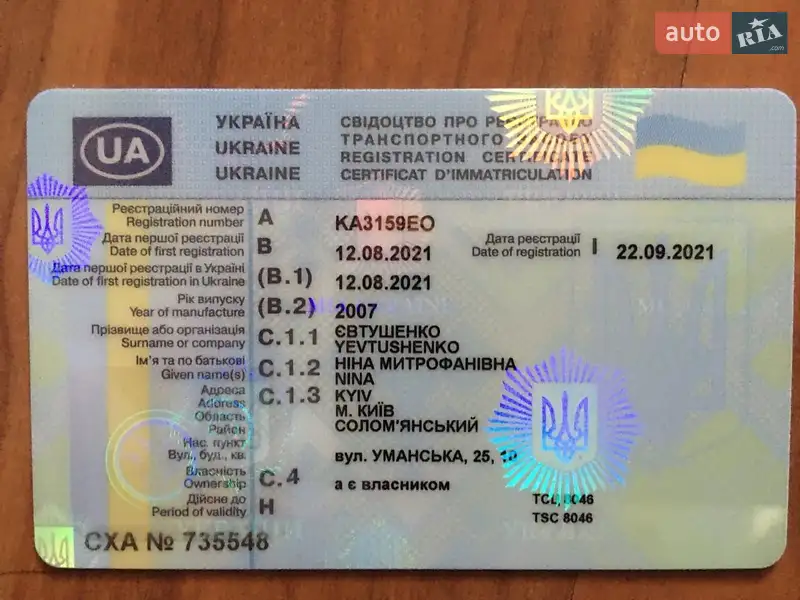 auto RIA.com
UA
УКРАЇНА
UKRAINE
UKRAINE
СВІДОЦТВО ПРО РЕЄСТРАЦІЮ
ТРАНСПОРТНОГО
REGISTRATION CERTIFICATE
CERTIFICAT D'IMMATRICULATION
Реєстраційний номер
Registration number A KA3159EO
Дата першої реєстрації
Date of first registration B 12.08.2021
Дата реєстрації
Date of registration I 22.09.2021
Дата першої реєстрації в Україні
Date of first registration in Ukraine (B.1) 12.08.2021
Рік випуску
Year of manufacture (B.2) 2007
Прізвище або організація
Surname or company C.1.1 ЄВТУШЕНКО
YEVTUSHENKO
Ім'я та по батькові
Given name(s) C.1.2 НІНА МИТРОФАНІВНА
NINA
Адреса
Address C.1.3 KYIV
Область М. КИЇВ
Район СОЛОМ'ЯНСЬКИЙ
Нас. пункт
Вул., буд., кв. вул. УМАНСЬКА, 25,
Власність
Ownership C.4 а є власником
Дійсне до
Period of validity H
ТСЦ 8046
TSC 8046
СХА № 735548